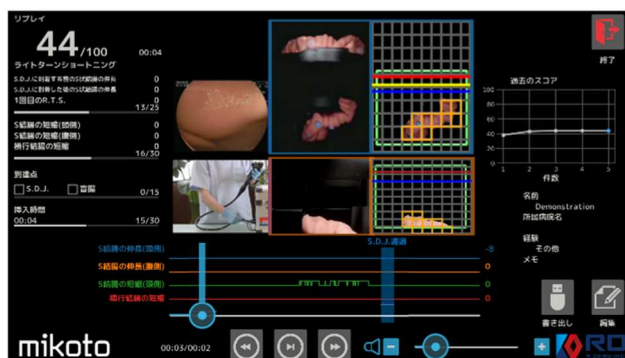 リプレイ
44/100 00:04
ライトターンショートニング
S.D.J.に到着する前のS状結腸の伸長 0
S.D.J.に到着した後のS状結腸の伸長 0
1回目のR.T.S. 0
13/25
S結腸の短縮(頭側) 0
S結腸の短縮(腹側) 0
横行結腸の短縮 0
16/30
到達点
S.D.J. 盲腸 0/15
挿入時間
00:04 15/30
終了
過去のスコア
100
80
60
40
20
0
1 2 3 4 5
件数
名前
Demonstration
所属病院名
経験
その他
メモ
S.D.J.通過
S結腸の伸長(頭側) -8
S結腸の伸長(腹側) 0
S結腸の短縮(頭側) 0
横行結腸の短縮 0
書き出し 編集
mikoto 00:03/00:02